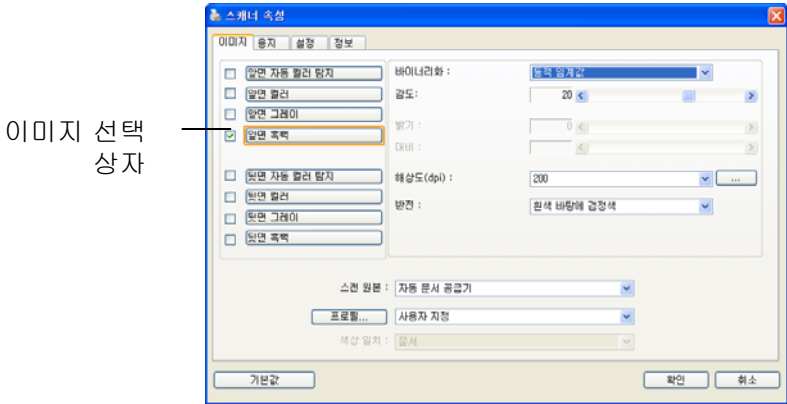 스캐너 속성
이미지 용지 설정 정보
앞면 자동 컬러 탐지
앞면 컬러
앞면 그레이
앞면 흑백
뒷면 자동 컬러 탐지
뒷면 컬러
뒷면 그레이
뒷면 흑백
이미지 선택
상자
바이너리화 : 동적 임계값
감도: 20
밝기 : 0
대비 :
해상도(dpi) : 200 ...
반전 : 흰색 바탕에 검정색
스캔 원본 : 자동 문서 공급기
프로필... 사용자 지정
색상 일치 : 문서
기본값 확인 취소